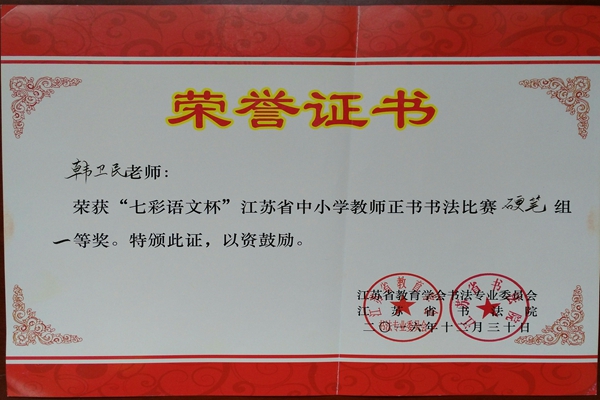 荣誉证书
韩卫民老师：
荣获“七彩语文杯”江苏省中小学教师正书书法比赛硬笔组
一等奖。特颁此证，以资鼓励。
江苏省教育学会书法专业委员会
江苏省书法院
二〇一六年十二月三十日